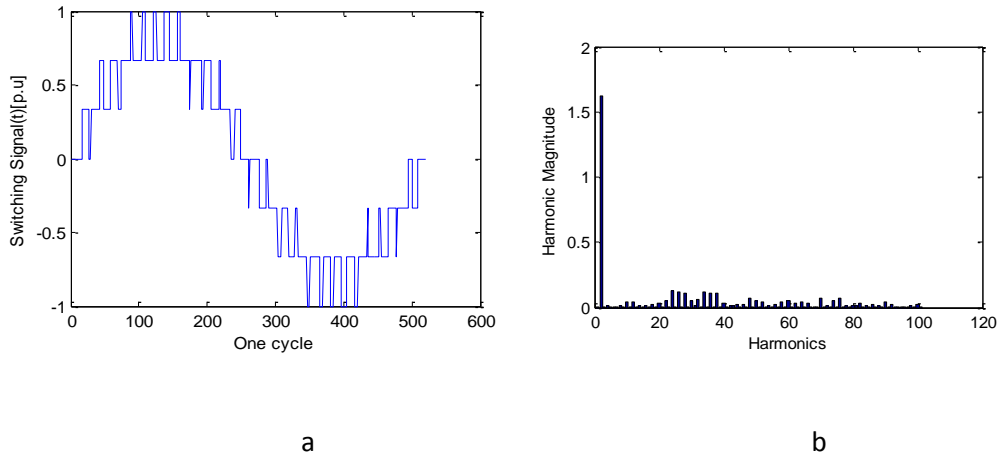 1
0.5
0
-0.5
-1
0 100 200 300 400 500 600
Switching Signal(t)[p.u]
One cycle
2
1.5
1
0.5
0
0 20 40 60 80 100 120
Harmonic Magnitude
Harmonics
a
b